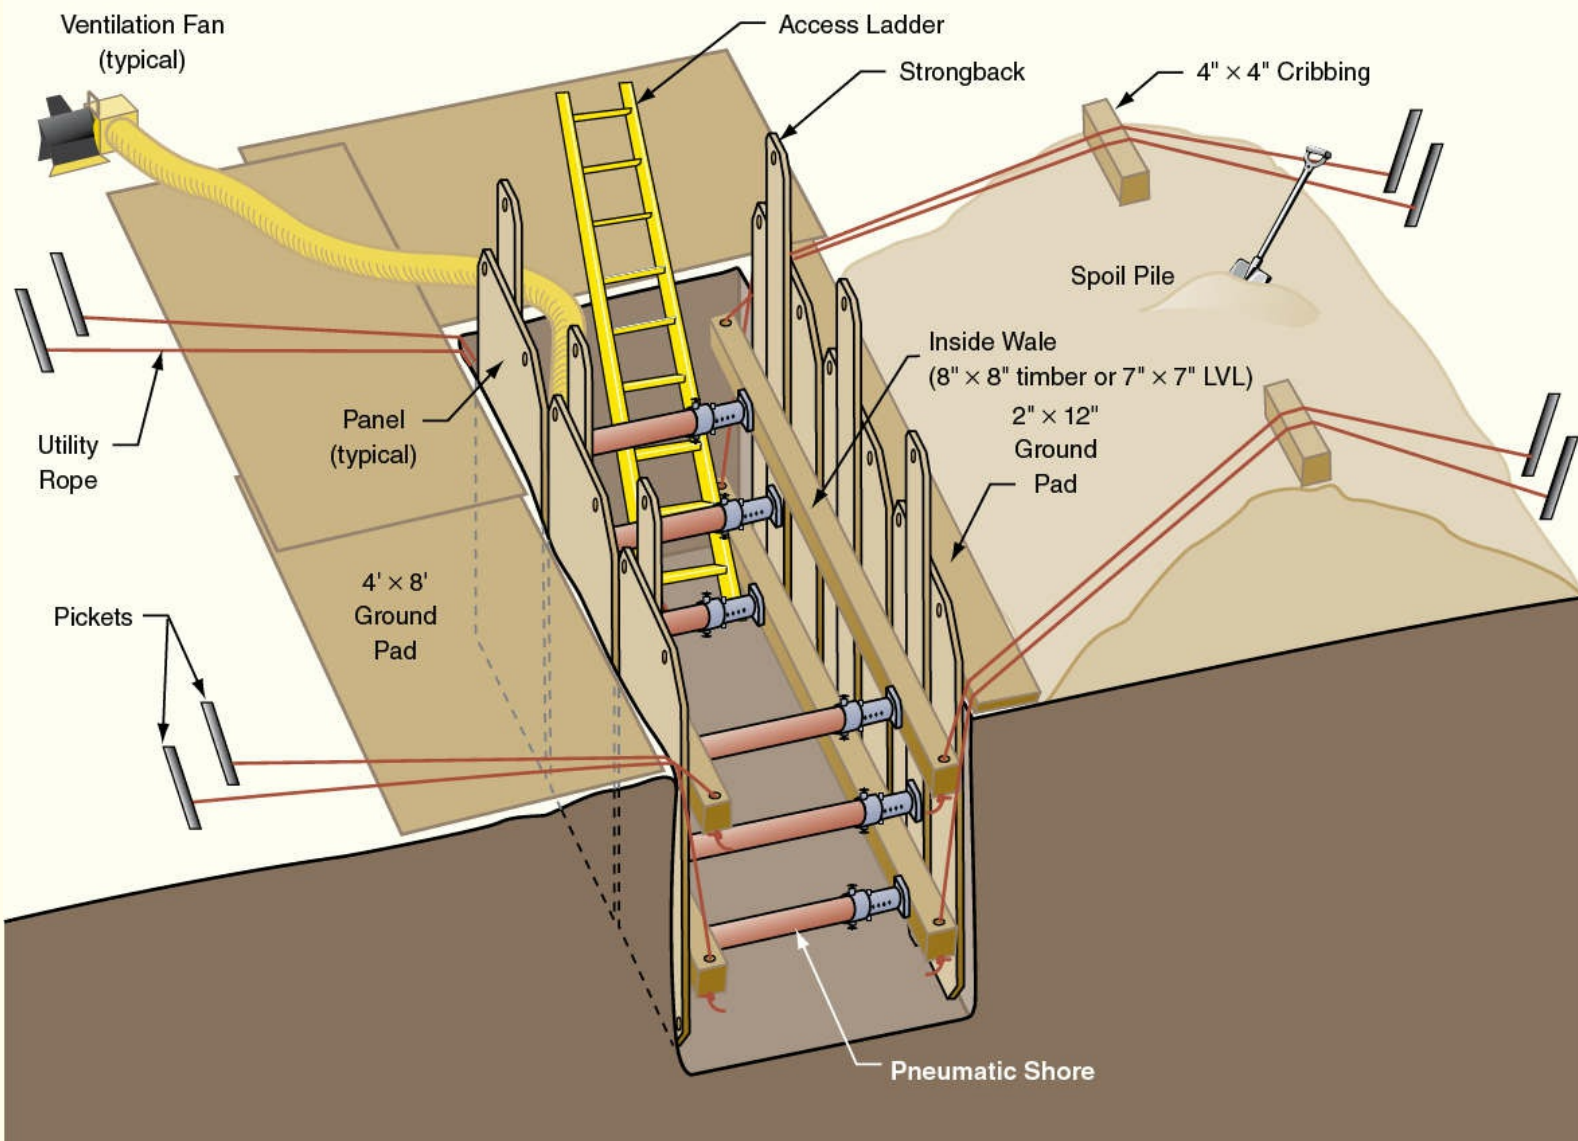 Ventilation Fan
(typical)
Access Ladder
Strongback
4" × 4" Cribbing
Spoil Pile
Inside Wale
(8" × 8" timber or 7" × 7" LVL)
2" × 12"
Ground
Pad
Panel
(typical)
Utility
Rope
4' × 8'
Ground
Pad
Pickets
Pneumatic Shore